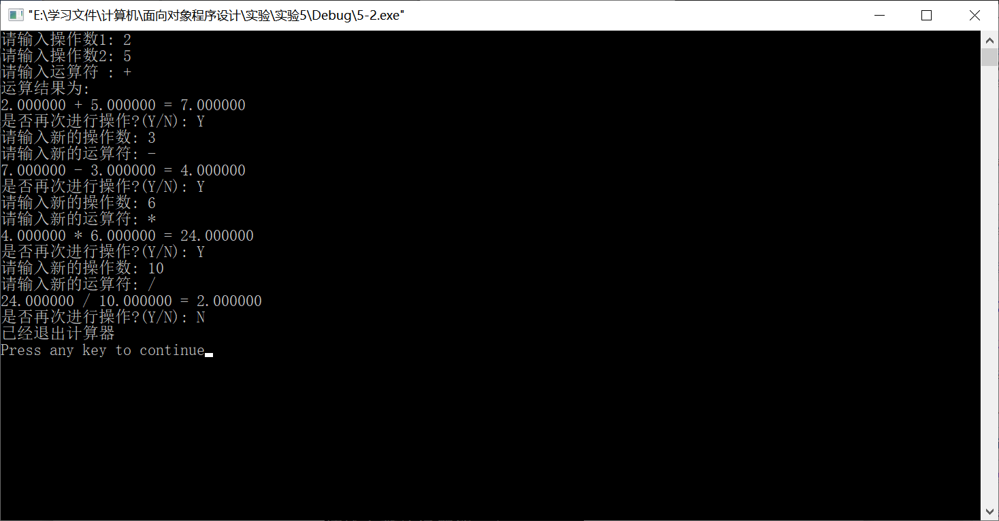 "E:\学习文件\计算机\面向对象程序设计\实验\实验5\Debug\5-2.exe"
请输入操作数1: 2
请输入操作数2: 5
请输入运算符 : +
运算结果为:
2.000000 + 5.000000 = 7.000000
是否再次进行操作?(Y/N): Y
请输入新的操作数: 3
请输入新的运算符: -
7.000000 - 3.000000 = 4.000000
是否再次进行操作?(Y/N): Y
请输入新的操作数: 6
请输入新的运算符: *
4.000000 * 6.000000 = 24.000000
是否再次进行操作?(Y/N): Y
请输入新的操作数: 10
请输入新的运算符: /
24.000000 / 10.000000 = 2.000000
是否再次进行操作?(Y/N): N
已经退出计算器
Press any key to continue